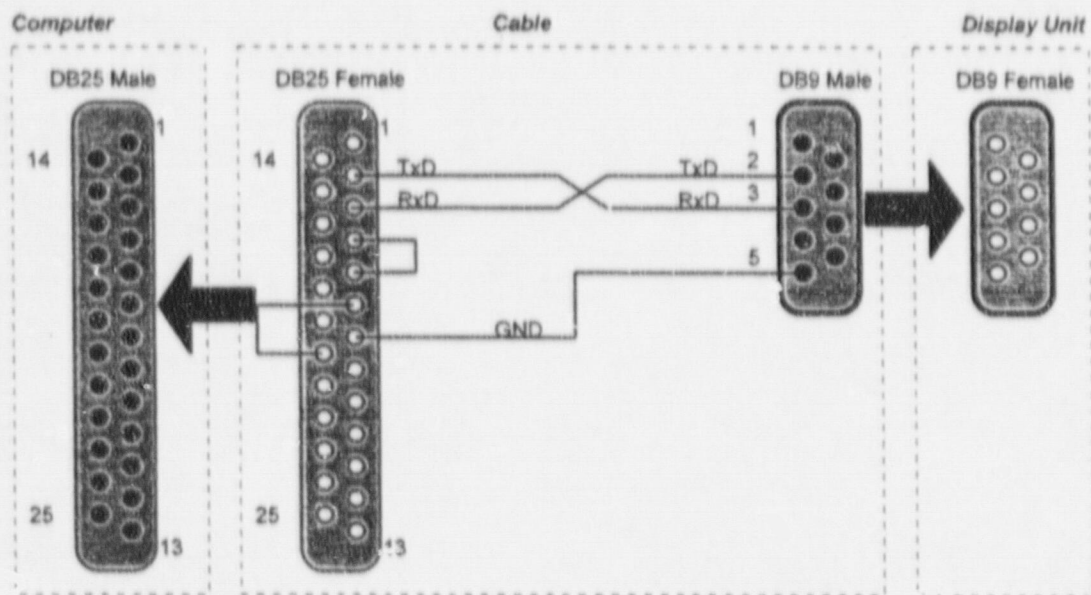 Computer
Cable
Display Unit
DB25 Male
DB25 Female
DB9 Male
DB9 Female
1
14
25
13
1
14
25
13
TxD
RxD
GND
TxD
RxD
1
2
3
5